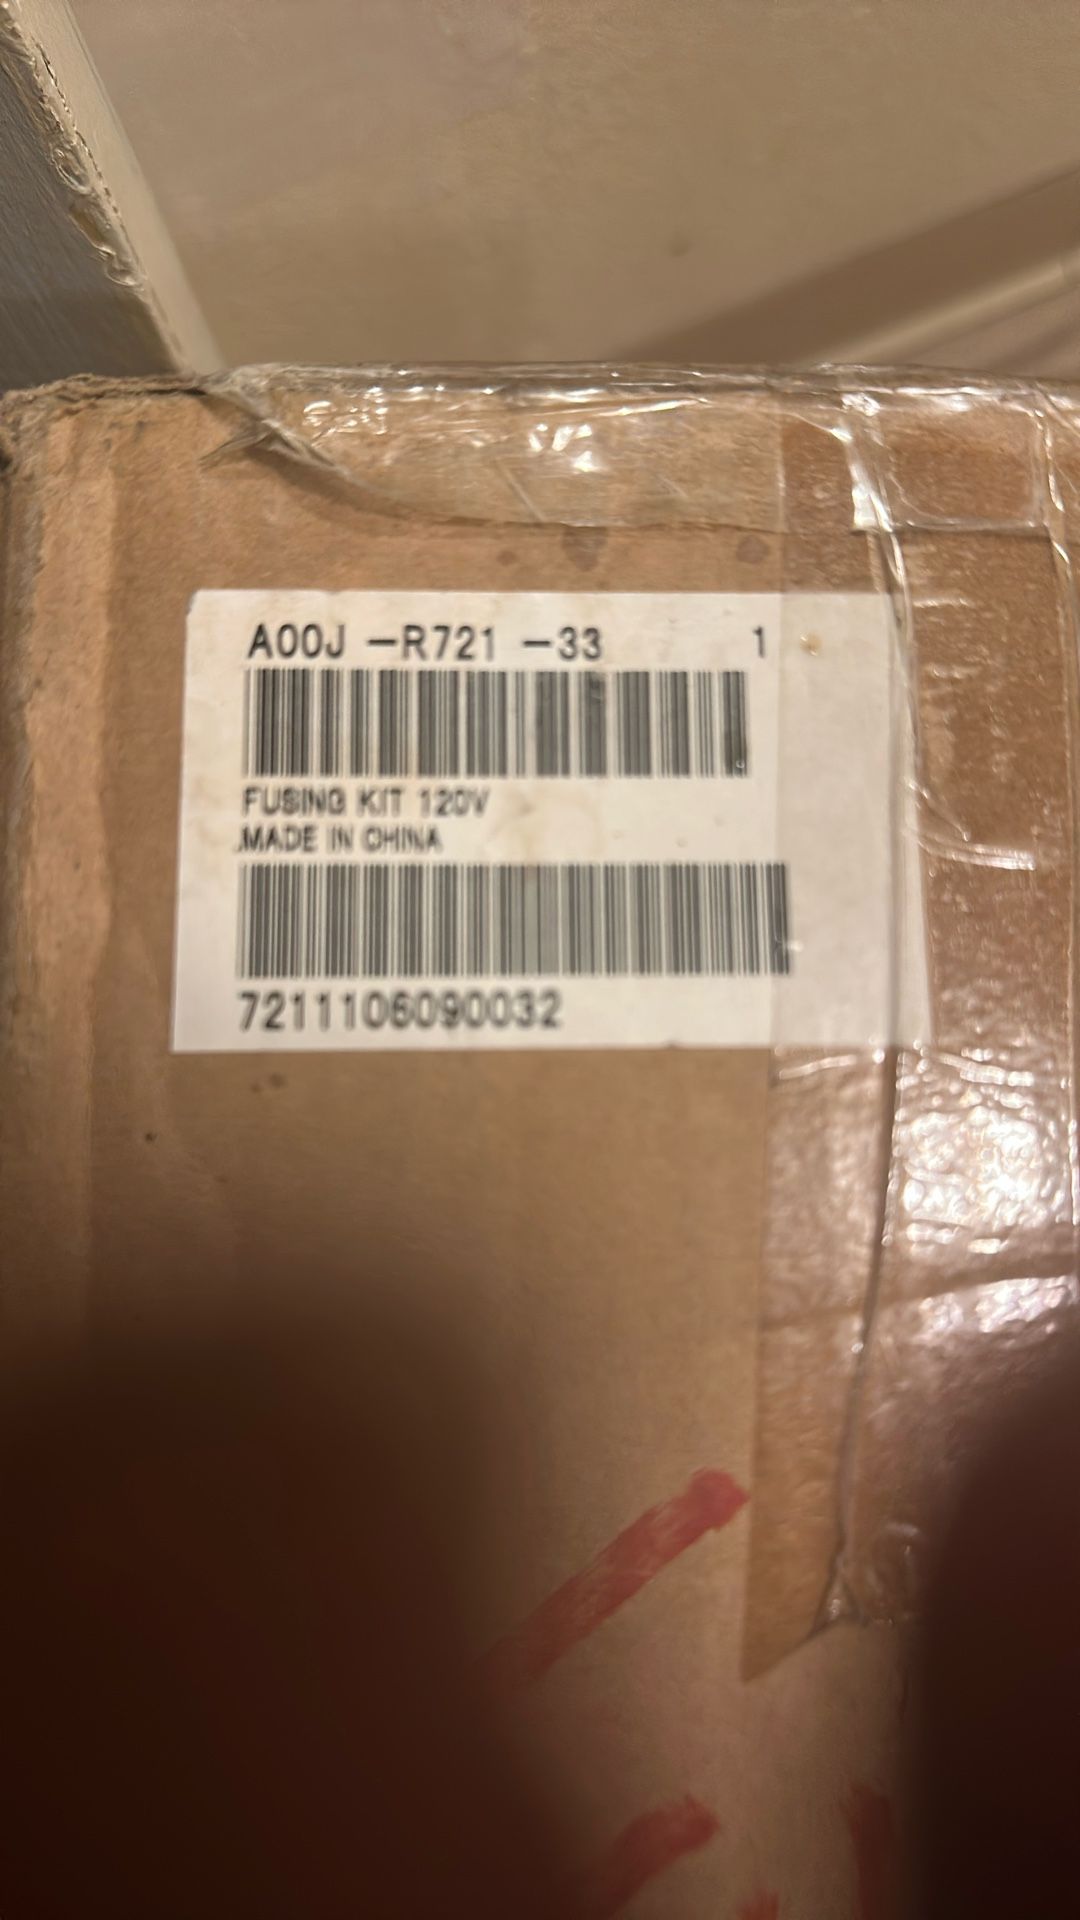 A00J -R721 -33 1
FUSING KIT 120V
MADE IN CHINA
7211106090032